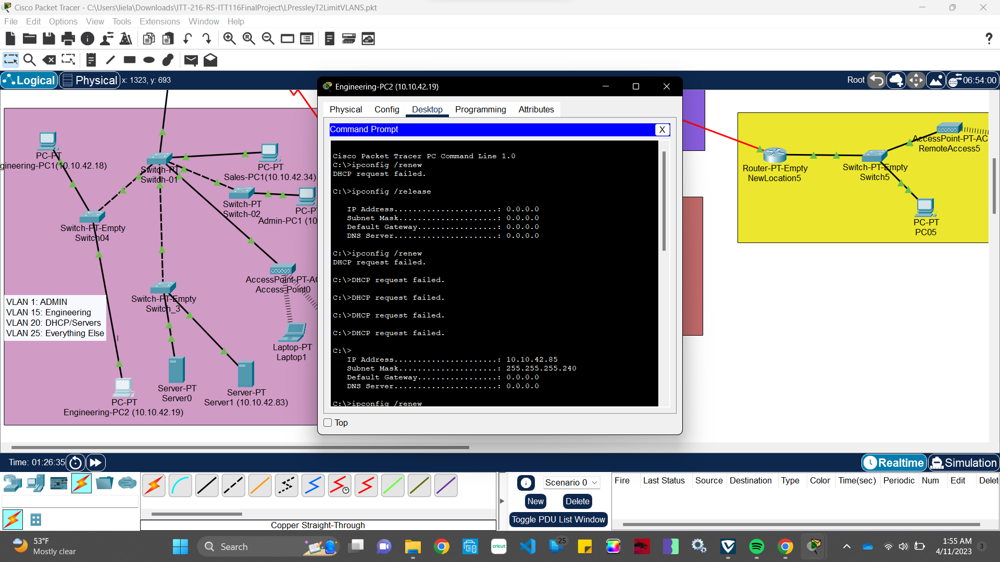 Cisco Packet Tracer - C:\Users\liela\Downloads\ITT-216-RS-ITT116FinalProject\LPressleyT2LimitVLANS.pkt
File Edit Options View Tools Extensions Window Help
Logical Physical x: 1323, y: 693
Root 06:54:00
PC-PT
gineering-PC1(10.10.42.18)
Switch-PT
Switch-01
PC-PT
Sales-PC1(10.10.42.34)
Switch-PT
Switch-02
PC-PT
Admin-PC1 (10
Switch-PT-Empty
Switch04
AccessPoint-PT-AC
Access Point0
Switch-PT-Empty
Switch_3
VLAN 1: ADMIN
VLAN 15: Engineering
VLAN 20: DHCP/Servers
VLAN 25: Everything Else
Laptop-PT
Laptop1
Server-PT
Server0
Server-PT
Server1 (10.10.42.83)
PC-PT
Engineering-PC2 (10.10.42.19)
Engineering-PC2 (10.10.42.19)
Physical Config Desktop Programming Attributes
Command Prompt
X
Cisco Packet Tracer PC Command Line 1.0
C:\>ipconfig /renew
DHCP request failed.
C:\>ipconfig /release
IP Address......................: 0.0.0.0
Subnet Mask.....................: 0.0.0.0
Default Gateway.................: 0.0.0.0
DNS Server......................: 0.0.0.0
C:\>ipconfig /renew
DHCP request failed.
C:\>DHCP request failed.
C:\>DHCP request failed.
C:\>DHCP request failed.
C:\>DHCP request failed.
C:\>
IP Address......................: 10.10.42.85
Subnet Mask.....................: 255.255.255.240
Default Gateway.................: 0.0.0.0
DNS Server......................: 0.0.0.0
C:\>ipconfig /renew
Top
AccessPoint-PT-AC
RemoteAccess5
Router-PT-Empty
NewLocation5
Switch-PT-Empty
Switch5
PC-PT
PC05
Time: 01:26:35
Realtime Simulation
Scenario 0
New Delete
Toggle PDU List Window
Fire Last Status Source Destination Type Color Time(sec) Periodic Num Edit Delet
Copper Straight-Through
53°F
Mostly clear
Search
cricut
25
1:55 AM
4/11/2023
3